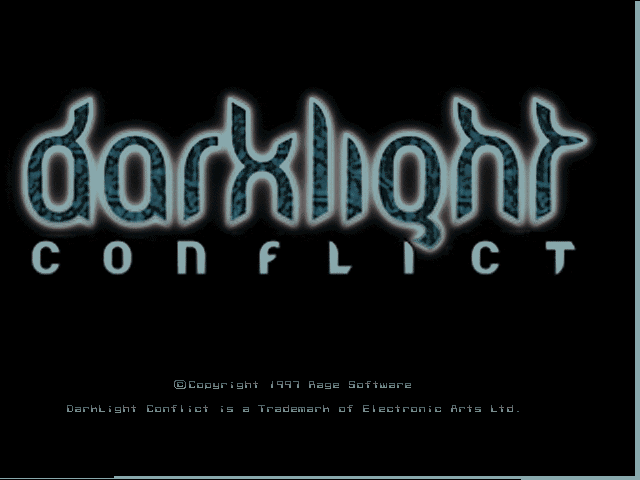 darklight
CONFLICT
©Copyright 1997 Rage Software
DarkLight Conflict is a Trademark of Electronic Arts Ltd.